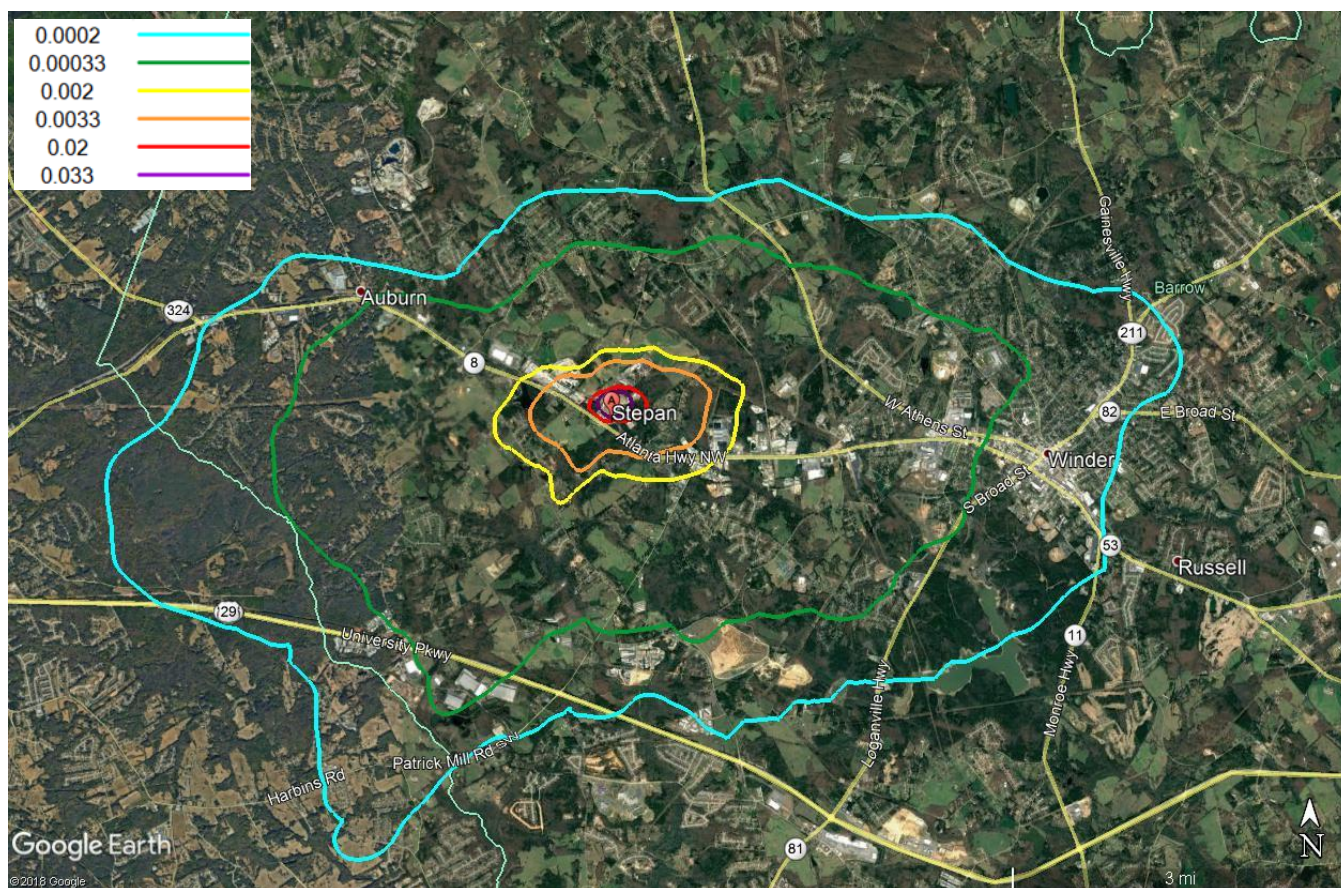 0.0002
0.00033
0.002
0.0033
0.02
0.033
Gainesville Hwy
Barrow
Auburn
324
211
8
A
Stepan
82
E Broad St
W Athens St
Atlanta Hwy NW
Winder
S Broad St
53
Russell
29
University Pkwy
11
Loganville Hwy
Monroe Hwy
Patrick Mill Rd SW
Harbins Rd
81
N
Google Earth
©2018 Google
3 mi